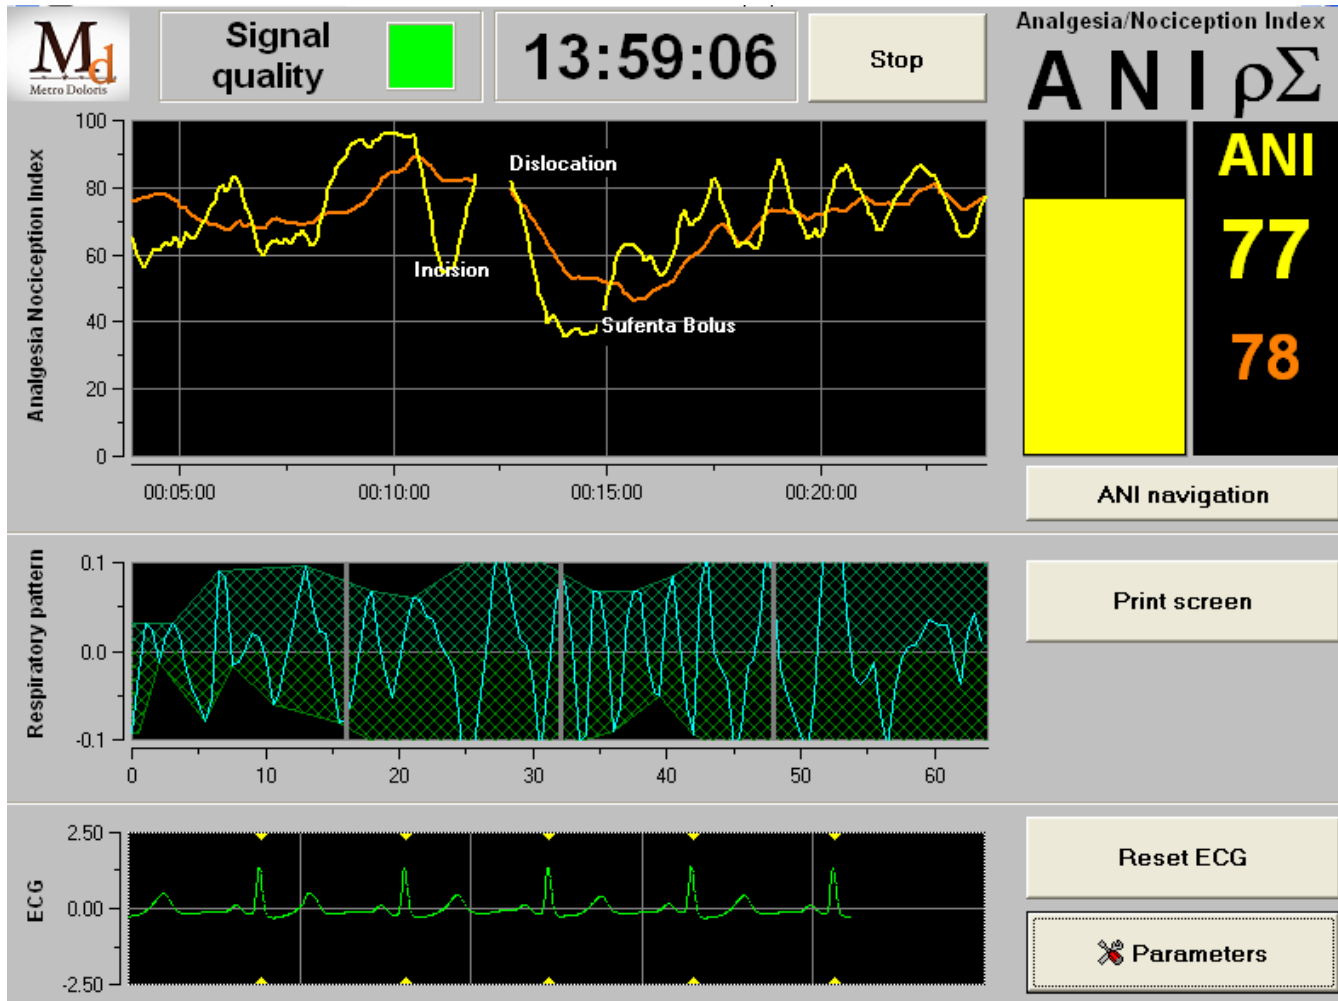 Md
Metro Doloris
Signal
quality
13:59:06
Stop
Analgesia/Nociception Index
A N I ρΣ
Analgesia Nociception Index
100
80
60
40
20
0
Dislocation
Incision
Sufenta Bolus
00:05:00
00:10:00
00:15:00
00:20:00
ANI
77
78
ANI navigation
Respiratory pattern
0.1
0.0
-0.1
0
10
20
30
40
50
60
Print screen
ECG
2.50
0.00
-2.50
Reset ECG
Parameters